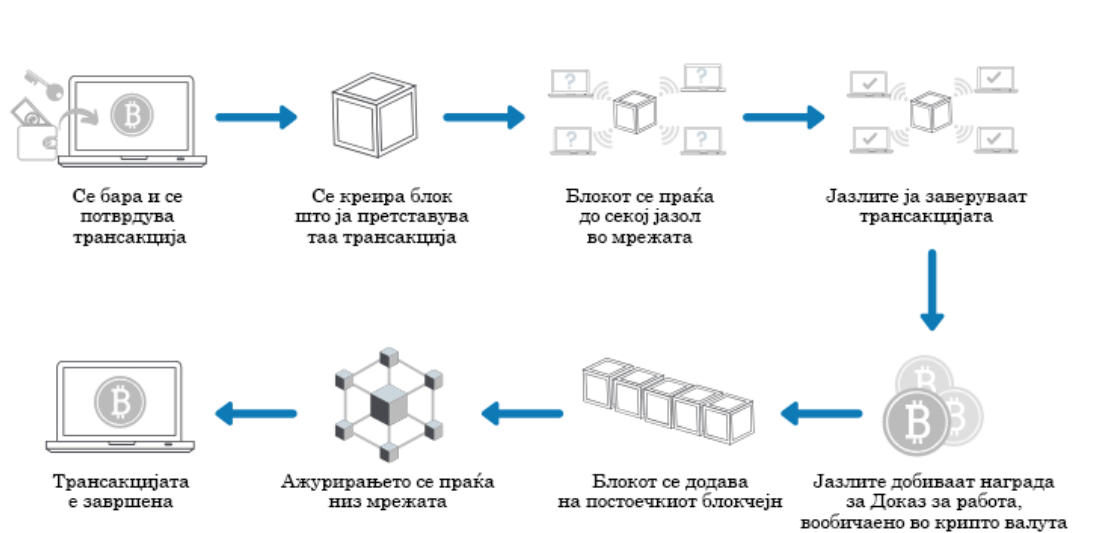 Се бара и се
потврдува
трансакција
Се креира блок
што ја претставува
таа трансакција
Блокот се праќа
до секој јазол
во мрежата
Јазлите ја заверуваат
трансакцијата
Јазлите добиваат награда
за Доказ за работа,
вообичаено во крипто валута
Блокот се додава
на постоечкиот блокчејн
Ажурирањето се праќа
низ мрежата
Трансакцијата
е завршена